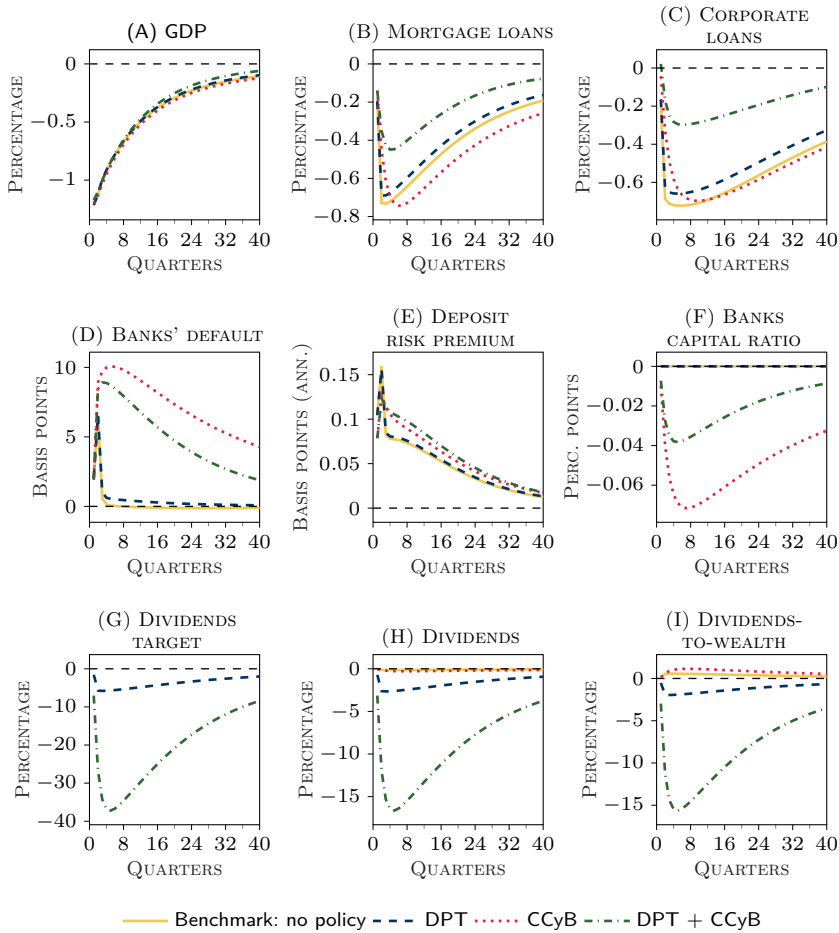 (A) GDP
0
−0.5
−1
PERCENTAGE
0 8 16 24 32 40
QUARTERS
(B) MORTGAGE LOANS
0
−0.2
−0.4
−0.6
−0.8
PERCENTAGE
0 8 16 24 32 40
QUARTERS
(C) CORPORATE
LOANS
0
−0.2
−0.4
−0.6
PERCENTAGE
0 8 16 24 32 40
QUARTERS
(D) BANKS' DEFAULT
10
5
0
BASIS POINTS
0 8 16 24 32 40
(E) DEPOSIT
RISK PREMIUM
0.15
0.1
0.05
0
BASIS POINTS (ANN.)
0 8 16 24 32 40
(F) BANKS
CAPITAL RATIO
0
−0.02
−0.04
−0.06
PERC. POINTS
0 8 16 24 32 40
(G) DIVIDENDS
TARGET
0
−10
−20
−30
−40
PERCENTAGE
0 8 16 24 32 40
QUARTERS
(H) DIVIDENDS
0
−5
−10
−15
PERCENTAGE
0 8 16 24 32 40
QUARTERS
(I) DIVIDENDS-
TO-WEALTH
0
−5
−10
−15
PERCENTAGE
0 8 16 24 32 40
QUARTERS
Benchmark: no policy DPT CCyB DPT + CCyB